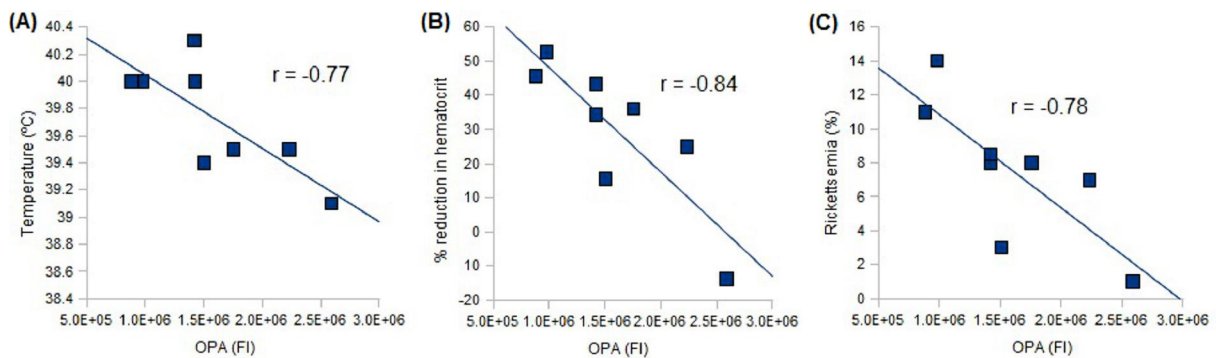 (A)
Temperature (ºC)
40.4
40.2
40
39.8
39.6
39.4
39.2
39
38.8
38.6
38.4
r = -0.77
5.0E+05 1.0E+06 1.5E+06 2.0E+06 2.5E+06 3.0E+06
OPA (FI)
(B)
% reduction in hematocrit
60
50
40
30
20
10
0
-10
-20
r = -0.84
5.0E+05 1.0E+06 1.5E+06 2.0E+06 2.5E+06 3.0E+06
OPA (FI)
(C)
Rickettsemia (%)
16
14
12
10
8
6
4
2
0
r = -0.78
5.0E+05 1.0E+06 1.5E+06 2.0E+06 2.5E+06 3.0E+06
OPA (FI)